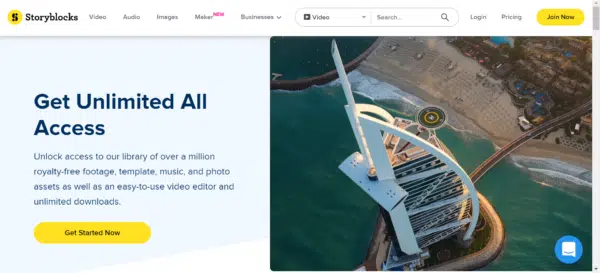 Storyblocks Video Audio Images Maker NEW Businesses Video Search... Login Pricing Join Now
Get Unlimited All
Access
Unlock access to our library of over a million
royalty-free footage, template, music, and photo
assets as well as an easy-to-use video editor and
unlimited downloads.
Get Started Now